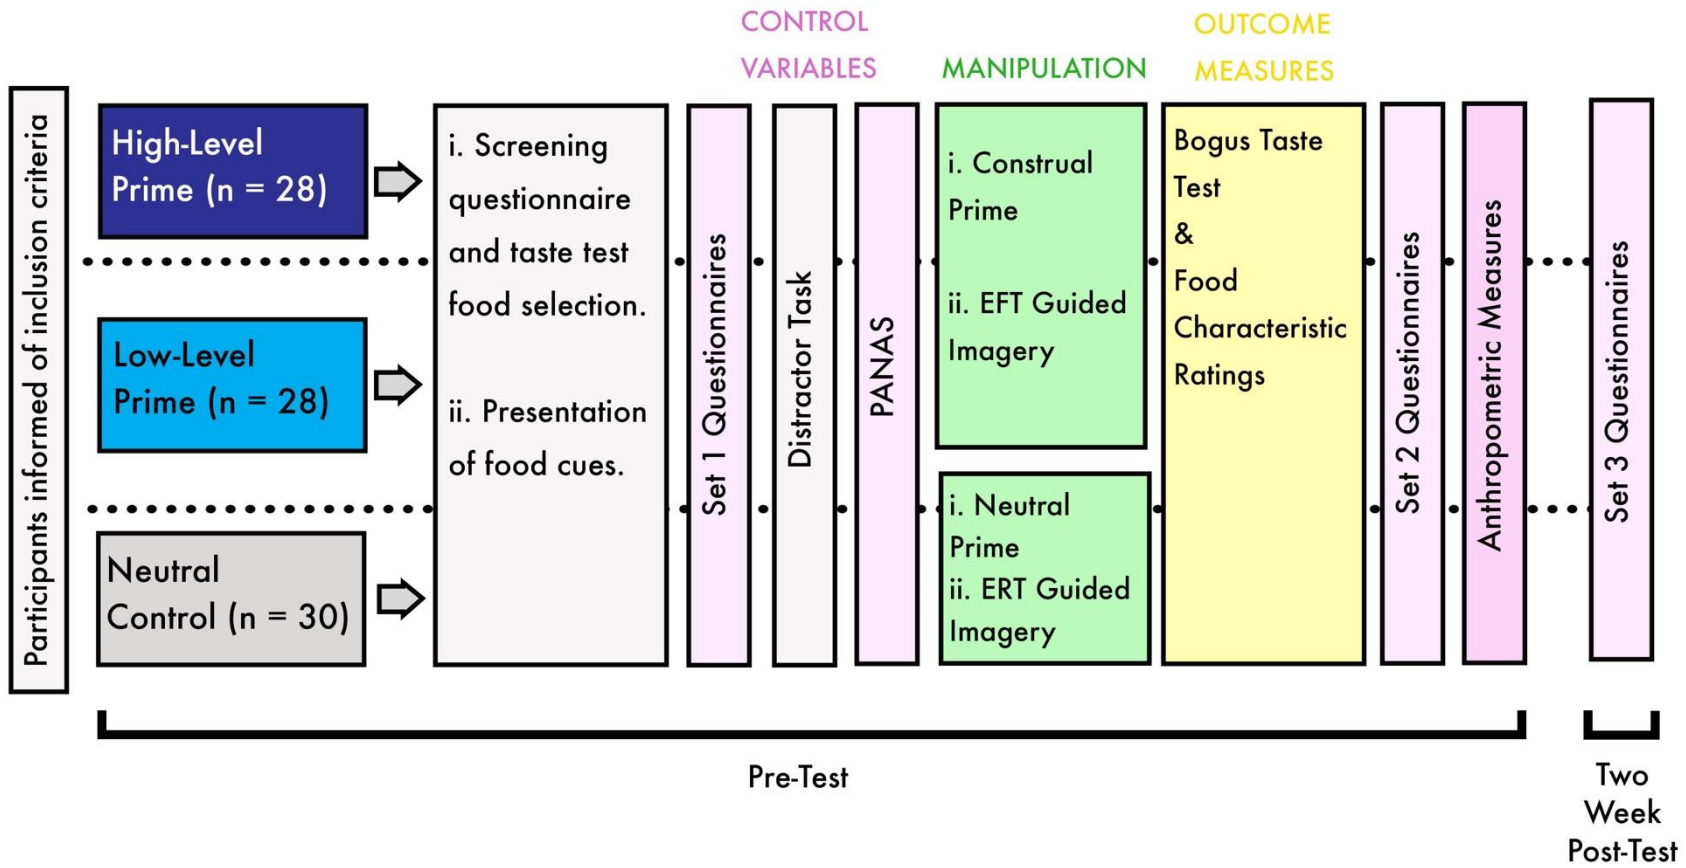 CONTROL
VARIABLES
MANIPULATION
OUTCOME
MEASURES
Participants informed of inclusion criteria
High-Level
Prime (n = 28)
Low-Level
Prime (n = 28)
Neutral
Control (n = 30)
i. Screening
questionnaire
and taste test
food selection.
ii. Presentation
of food cues.
Set 1 Questionnaires
Distractor Task
PANAS
i. Construal
Prime
ii. EFT Guided
Imagery
i. Neutral
Prime
ii. ERT Guided
Imagery
Bogus Taste
Test
&
Food
Characteristic
Ratings
Set 2 Questionnaires
Anthropometric Measures
Set 3 Questionnaires
Pre-Test
Two
Week
Post-Test